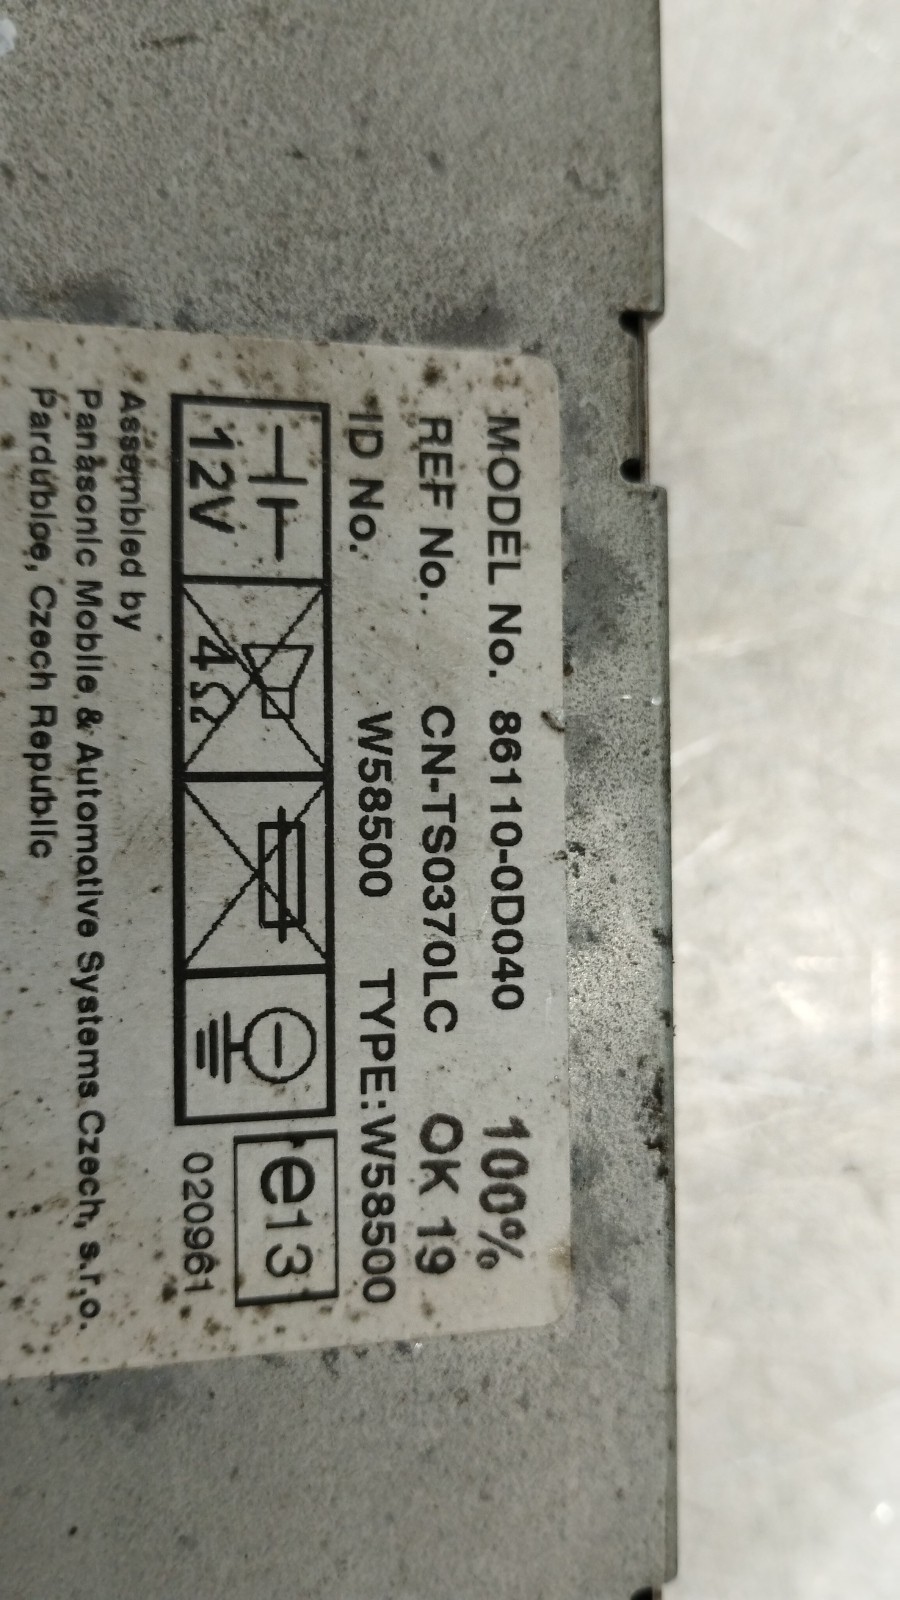 MODEL No. 86110-0D040 100%
REF No. CN-TS0370LC OK 19
ID No. W58500 TYPE:W58500
12V 4Ω e13
020961
Assembled by
Panasonic Mobile & Automotive Systems Czech, s.r.o.
Pardubice, Czech Republic